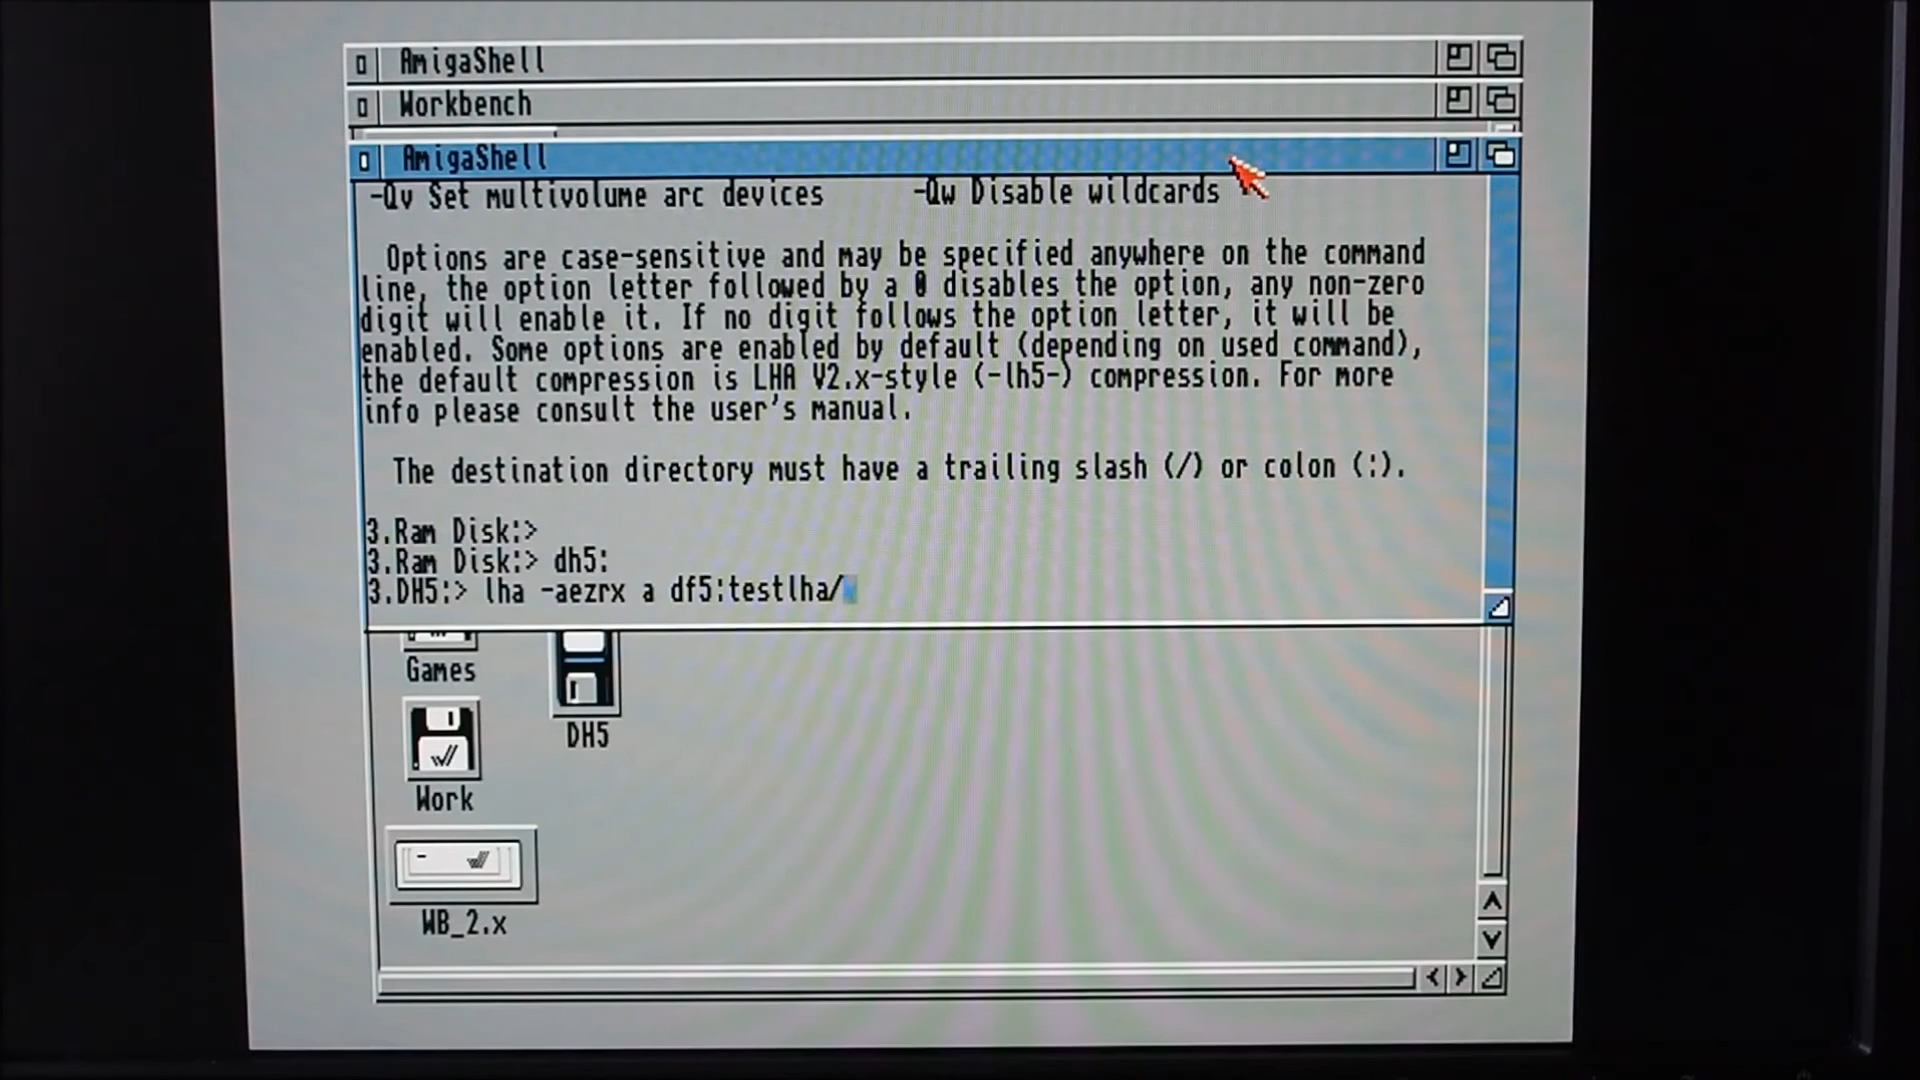 AmigaShell
Workbench
AmigaShell
-Qv Set multivolume arc devices -Qw Disable wildcards
Options are case-sensitive and may be specified anywhere on the command
line, the option letter followed by a 0 disables the option, any non-zero
digit will enable it. If no digit follows the option letter, it will be
enabled. Some options are enabled by default (depending on used command),
the default compression is LHA V2.x-style (-lh5-) compression. For more
info please consult the user's manual.
The destination directory must have a trailing slash (/) or colon (:).
3.Ram Disk:>
3.Ram Disk:> dh5:
3.DH5:> lha -aezrx a df5:testlha/
Games
DH5
Work
WB_2.x